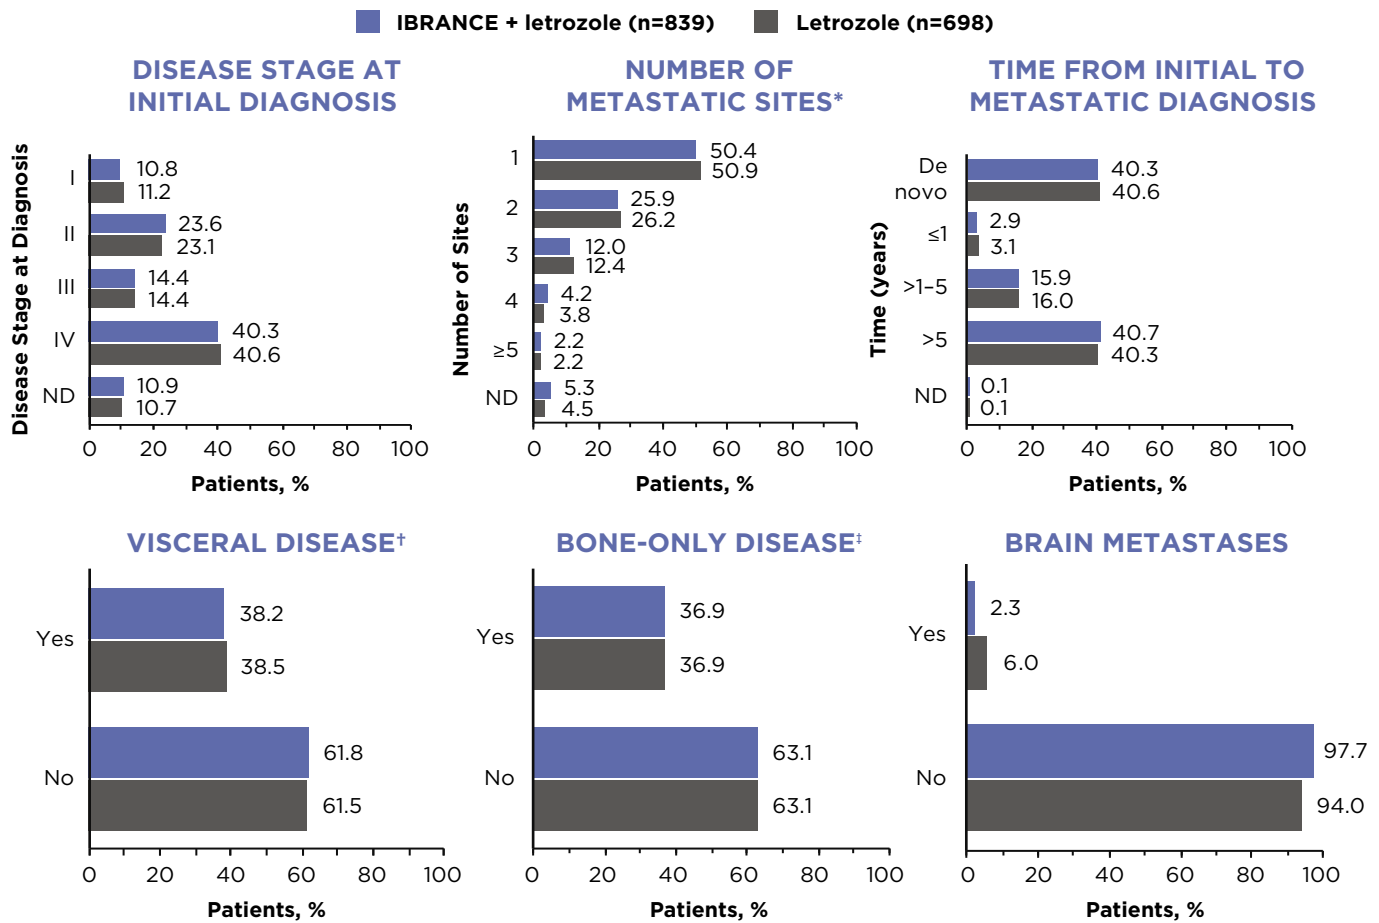 IBRANCE + letrozole (n=839) Letrozole (n=698)
DISEASE STAGE AT
INITIAL DIAGNOSIS
Disease Stage at Diagnosis
I
10.8
11.2
II
23.6
23.1
III
14.4
14.4
IV
40.3
40.6
ND
10.9
10.7
0 20 40 60 80 100
Patients, %
NUMBER OF
METASTATIC SITES*
Number of Sites
1
50.4
50.9
2
25.9
26.2
3
12.0
12.4
4
4.2
3.8
≥5
2.2
2.2
ND
5.3
4.5
0 20 40 60 80 100
Patients, %
TIME FROM INITIAL TO
METASTATIC DIAGNOSIS
Time (years)
De
novo
40.3
40.6
≤1
2.9
3.1
>1–5
15.9
16.0
>5
40.7
40.3
ND
0.1
0.1
0 20 40 60 80 100
Patients, %
VISCERAL DISEASE†
Yes
38.2
38.5
No
61.8
61.5
0 20 40 60 80 100
Patients, %
BONE-ONLY DISEASE‡
Yes
36.9
36.9
No
63.1
63.1
0 20 40 60 80 100
Patients, %
BRAIN METASTASES
Yes
2.3
6.0
No
97.7
94.0
0 20 40 60 80 100
Patients, %